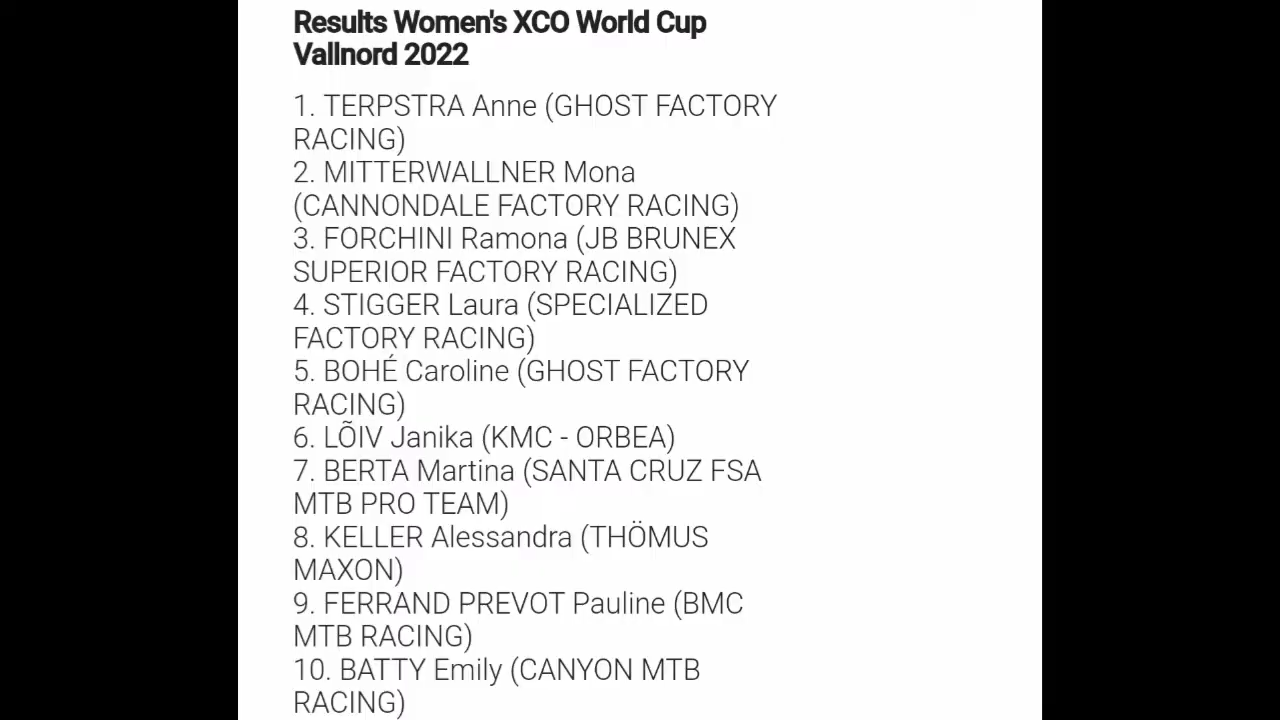 Results Women's XCO World Cup
Vallnord 2022
1. TERPSTRA Anne (GHOST FACTORY
RACING)
2. MITTERWALLNER Mona
(CANNONDALE FACTORY RACING)
3. FORCHINI Ramona (JB BRUNEX
SUPERIOR FACTORY RACING)
4. STIGGER Laura (SPECIALIZED
FACTORY RACING)
5. BOHÉ Caroline (GHOST FACTORY
RACING)
6. LÕIV Janika (KMC - ORBEA)
7. BERTA Martina (SANTA CRUZ FSA
MTB PRO TEAM)
8. KELLER Alessandra (THÖMUS
MAXON)
9. FERRAND PREVOT Pauline (BMC
MTB RACING)
10. BATTY Emily (CANYON MTB
RACING)